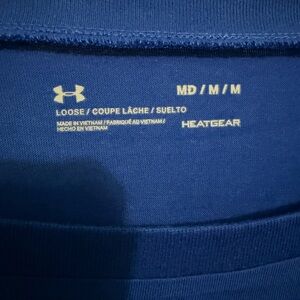 MD / M / M
LOOSE / COUPE LÂCHE / SUELTO
MADE IN VIETNAM / FABRIQUÉ AU VIETNAM /
HECHO EN VIETNAM
HEATGEAR